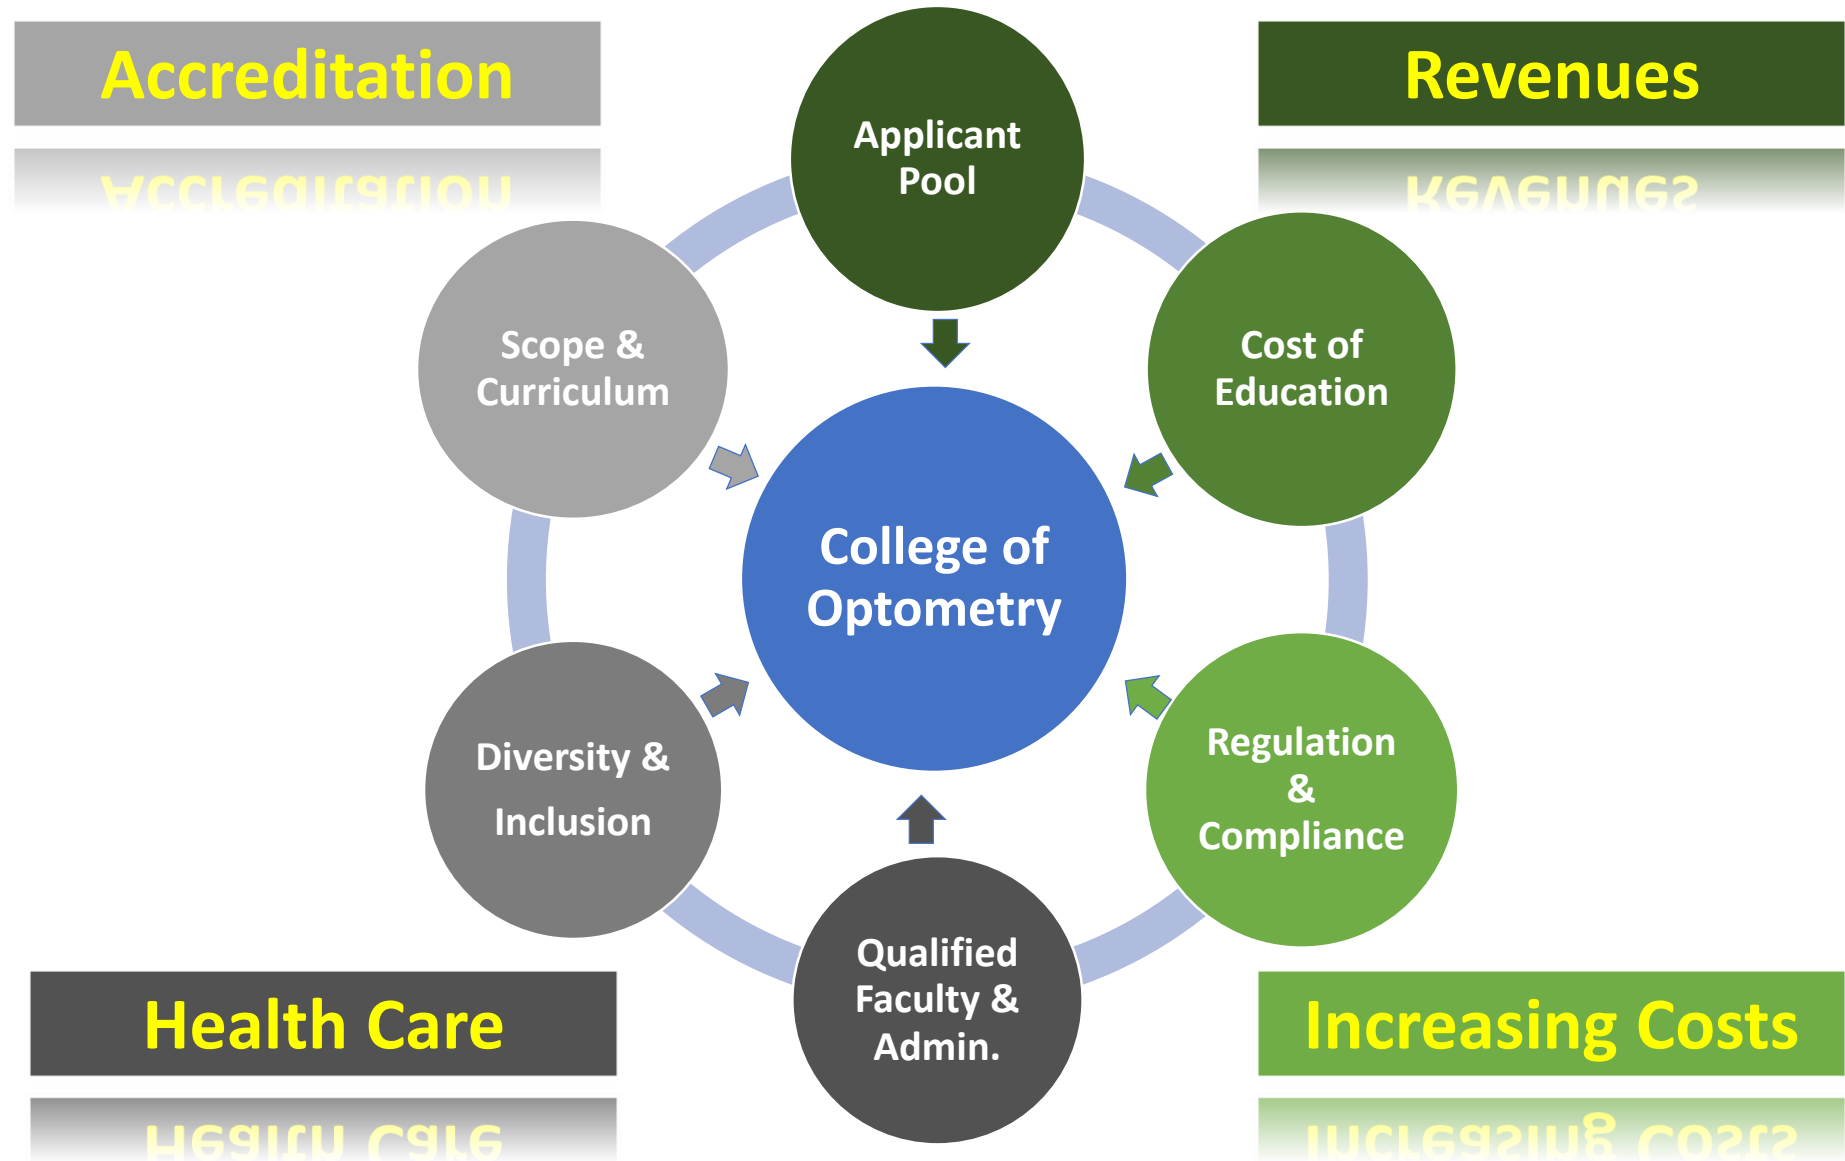 Accreditation
Revenues
Applicant
Pool
Scope &
Curriculum
Cost of
Education
College of
Optometry
Diversity &
Inclusion
Regulation
&
Compliance
Qualified
Faculty &
Admin.
Health Care
Increasing Costs